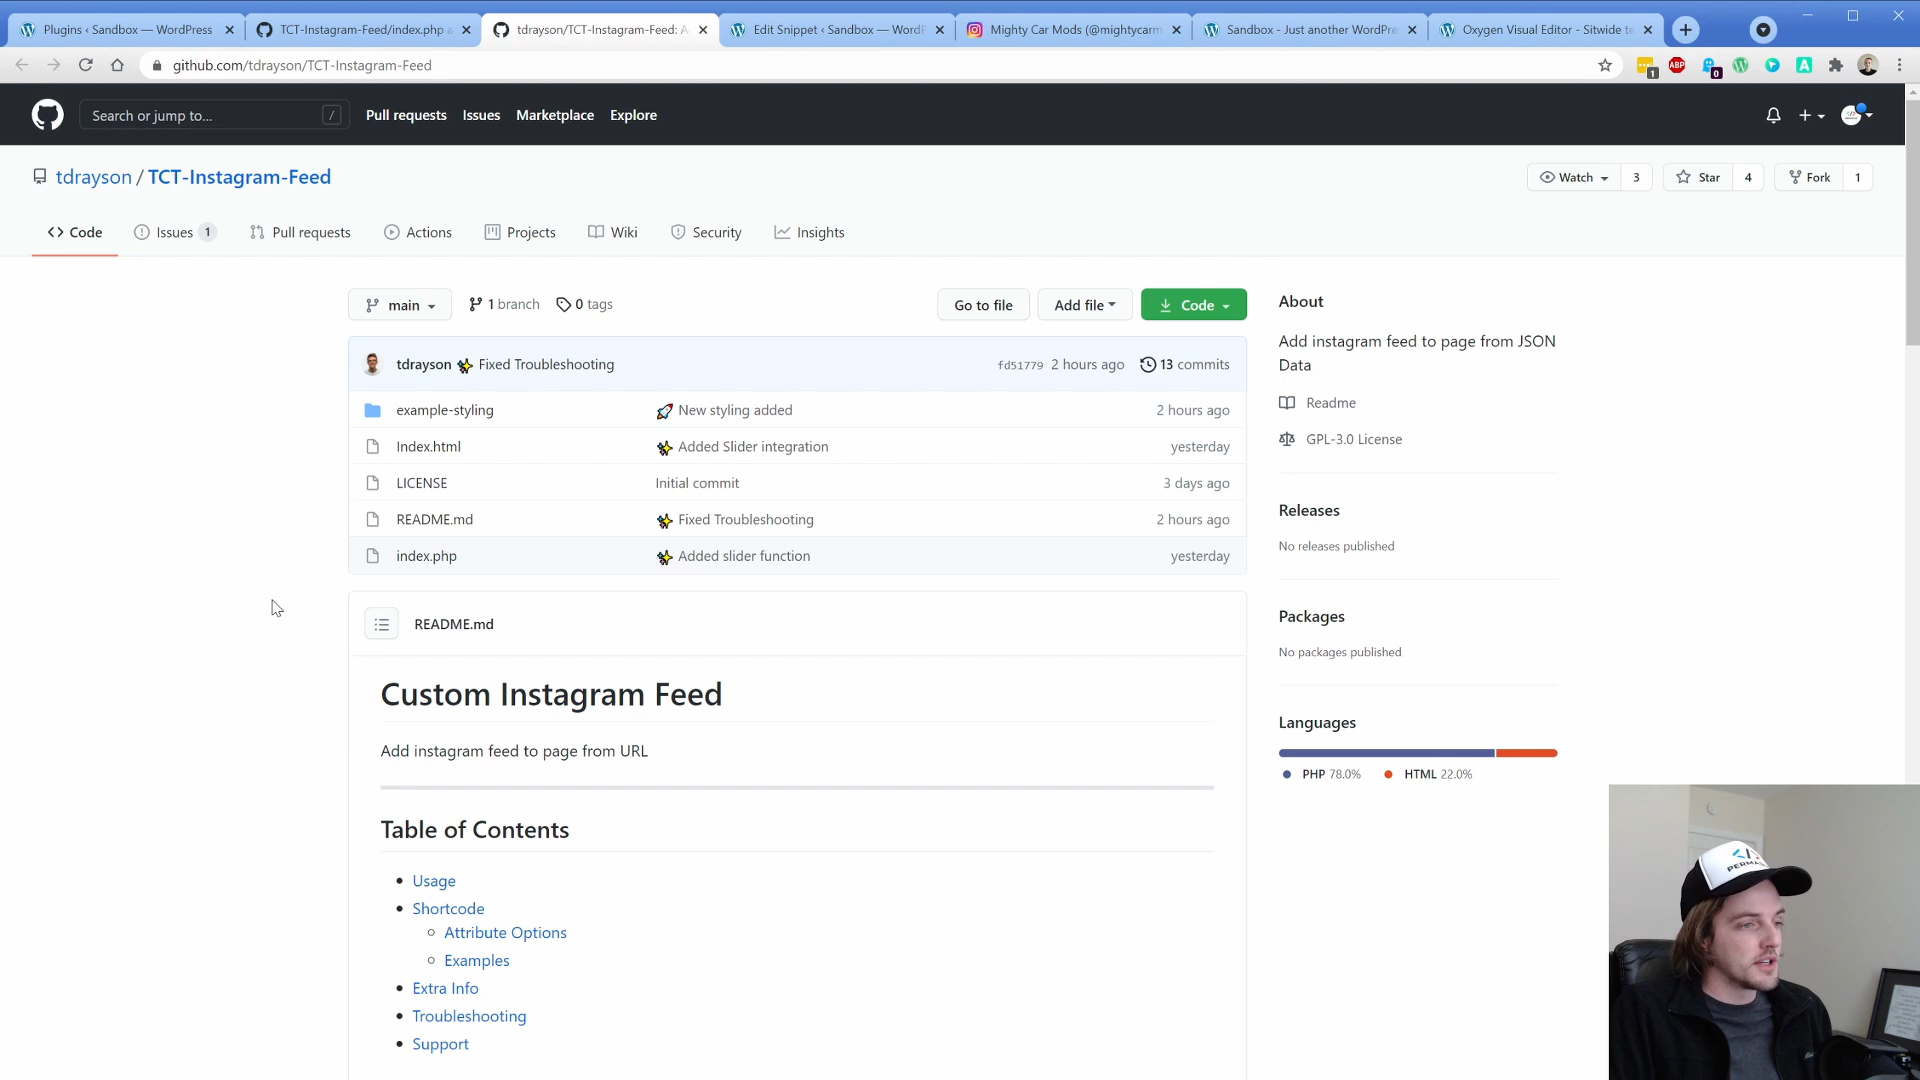 Plugins ‹ Sandbox — WordPress
TCT-Instagram-Feed/index.php a
tdrayson/TCT-Instagram-Feed: A
Edit Snippet ‹ Sandbox — WordP
Mighty Car Mods (@mightycarm
Sandbox - Just another WordPre
Oxygen Visual Editor - Sitwide te
github.com/tdrayson/TCT-Instagram-Feed
1
ABP
0
A
Search or jump to...
/
Pull requests
Issues
Marketplace
Explore
tdrayson / TCT-Instagram-Feed
Watch
3
Star
4
Fork
1
Code
Issues 1
Pull requests
Actions
Projects
Wiki
Security
Insights
main
1 branch
0 tags
Go to file
Add file
Code
tdrayson Fixed Troubleshooting
fd51779 2 hours ago
13 commits
example-styling
New styling added
2 hours ago
Index.html
Added Slider integration
yesterday
LICENSE
Initial commit
3 days ago
README.md
Fixed Troubleshooting
2 hours ago
index.php
Added slider function
yesterday
README.md
Custom Instagram Feed
Add instagram feed to page from URL
Table of Contents
Usage
Shortcode
Attribute Options
Examples
Extra Info
Troubleshooting
Support
About
Add instagram feed to page from JSON
Data
Readme
GPL-3.0 License
Releases
No releases published
Packages
No packages published
Languages
PHP 78.0%
HTML 22.0%